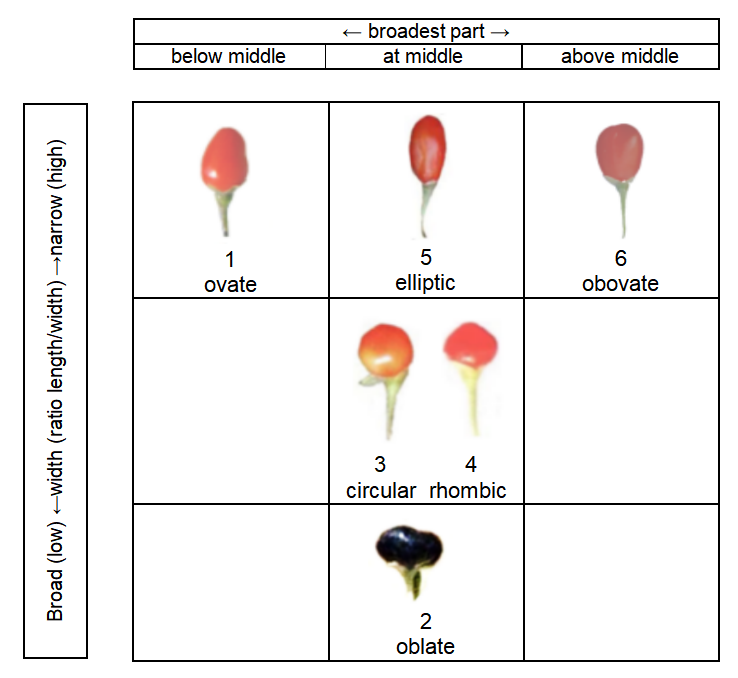 ← broadest part →
below middle
at middle
above middle
Broad (low) ←width (ratio length/width) →narrow (high)
1
ovate
5
elliptic
6
obovate
3
circular
4
rhombic
2
oblate